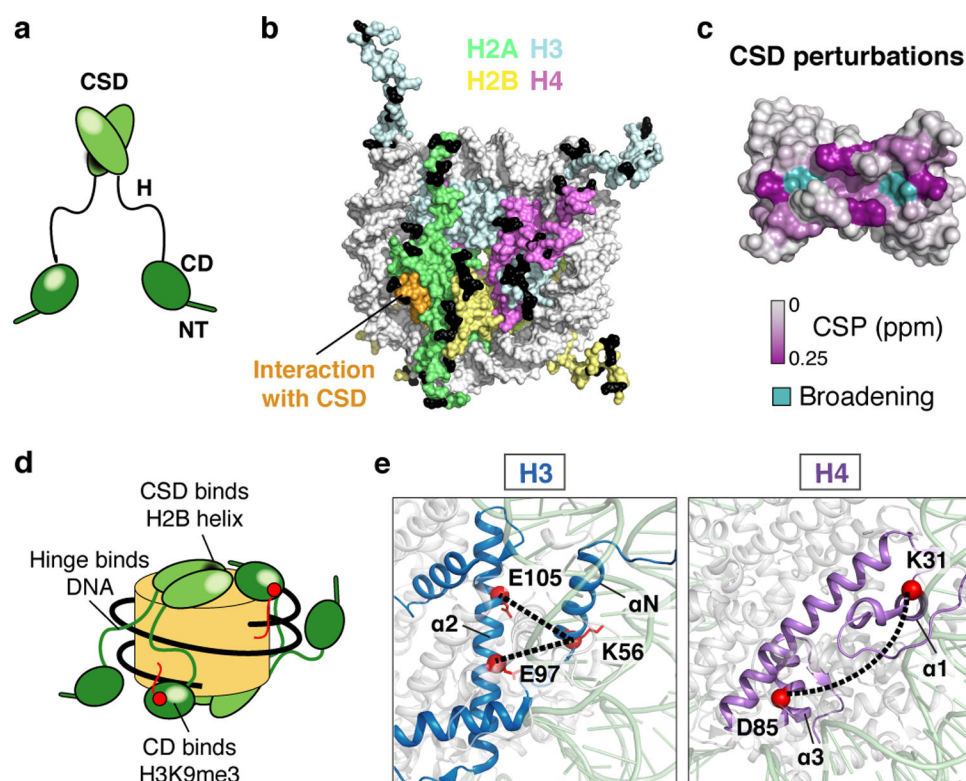 a
CSD
H
CD
NT
b
H2A H3
H2B H4
Interaction
with CSD
c
CSD perturbations
0
CSP (ppm)
0.25
Broadening
d
CSD binds
H2B helix
Hinge binds
DNA
CD binds
H3K9me3
e
H3
E105
αN
α2
K56
E97
H4
K31
α1
D85
α3